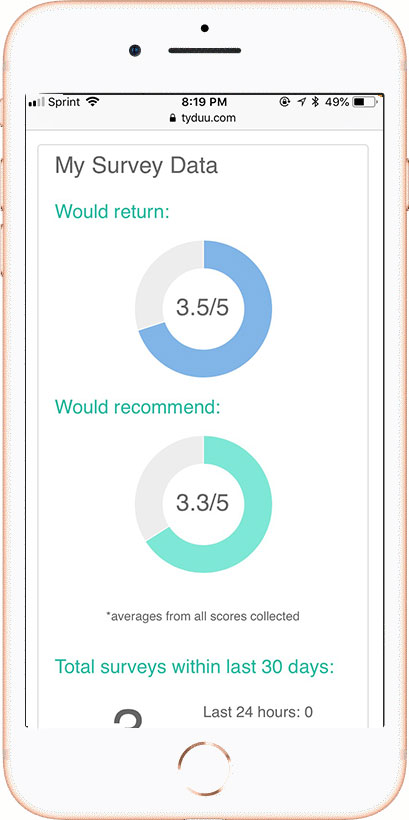 Sprint 8:19 PM 49%
tyduu.com
My Survey Data
Would return:
3.5/5
Would recommend:
3.3/5
*averages from all scores collected
Total surveys within last 30 days:
Last 24 hours: 0